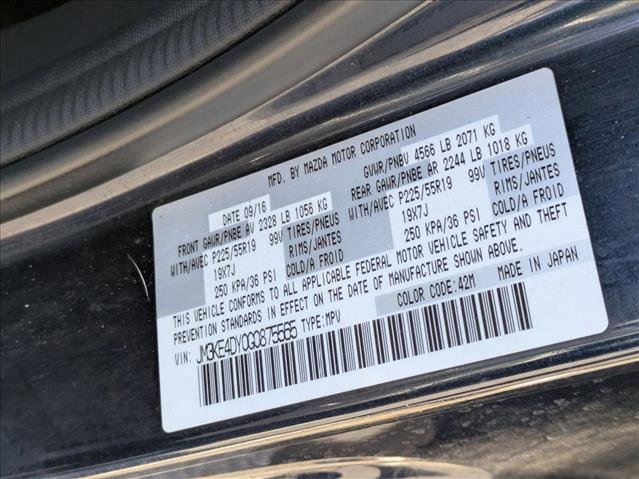 MFD. BY MAZDA MOTOR CORPORATION
DATE 09/16 GVWR/PNBV 4566 LB 2071 KG
FRONT GAWR/PNBE AV 2328 LB 1056 KG REAR GAWR/PNBE AR 2244 LB 1018 KG
WITH/AVEC P225/55R19 99V TIRES/PNEUS WITH/AVEC P225/55R19 99V TIRES/PNEUS
19X7J RIMS/JANTES 19X7J RIMS/JANTES
250 KPA/36 PSI COLD/A FROID 250 KPA/36 PSI COLD/A FROID
THIS VEHICLE CONFORMS TO ALL APPLICABLE FEDERAL MOTOR VEHICLE SAFETY AND THEFT
PREVENTION STANDARDS IN EFFECT ON THE DATE OF MANUFACTURE SHOWN ABOVE.
VIN: JM3KE4DY0G0875565 TYPE:MPV COLOR CODE:42M MADE IN JAPAN